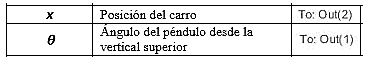 x Posición del carro To: Out(2)
θ Ángulo del péndulo desde la vertical superior To: Out(1)